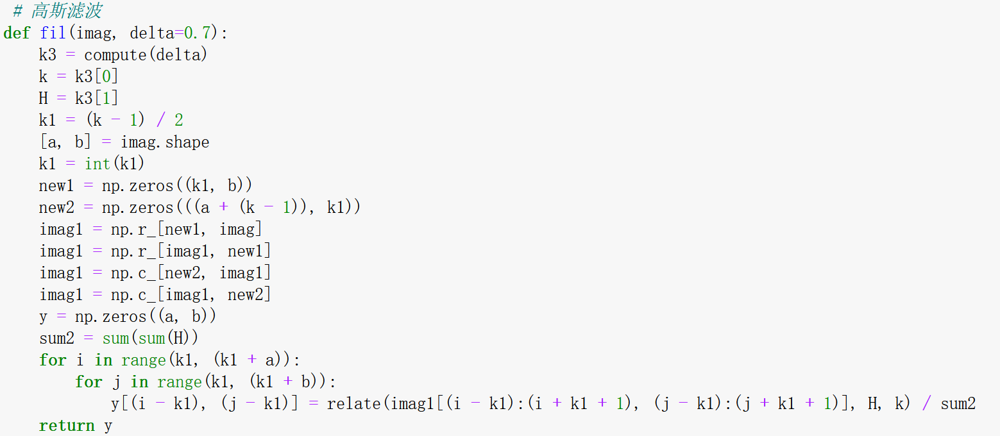 # 高斯滤波
def fil(imag, delta=0.7):
    k3 = compute(delta)
    k = k3[0]
    H = k3[1]
    k1 = (k - 1) / 2
    [a, b] = imag.shape
    k1 = int(k1)
    new1 = np.zeros((k1, b))
    new2 = np.zeros(((a + (k - 1)), k1))
    imag1 = np.r_[new1, imag]
    imag1 = np.r_[imag1, new1]
    imag1 = np.c_[new2, imag1]
    imag1 = np.c_[imag1, new2]
    y = np.zeros((a, b))
    sum2 = sum(sum(H))
    for i in range(k1, (k1 + a)):
        for j in range(k1, (k1 + b)):
            y[(i - k1), (j - k1)] = relate(imag1[(i - k1):(i + k1 + 1), (j - k1):(j + k1 + 1)], H, k) / sum2
    return y